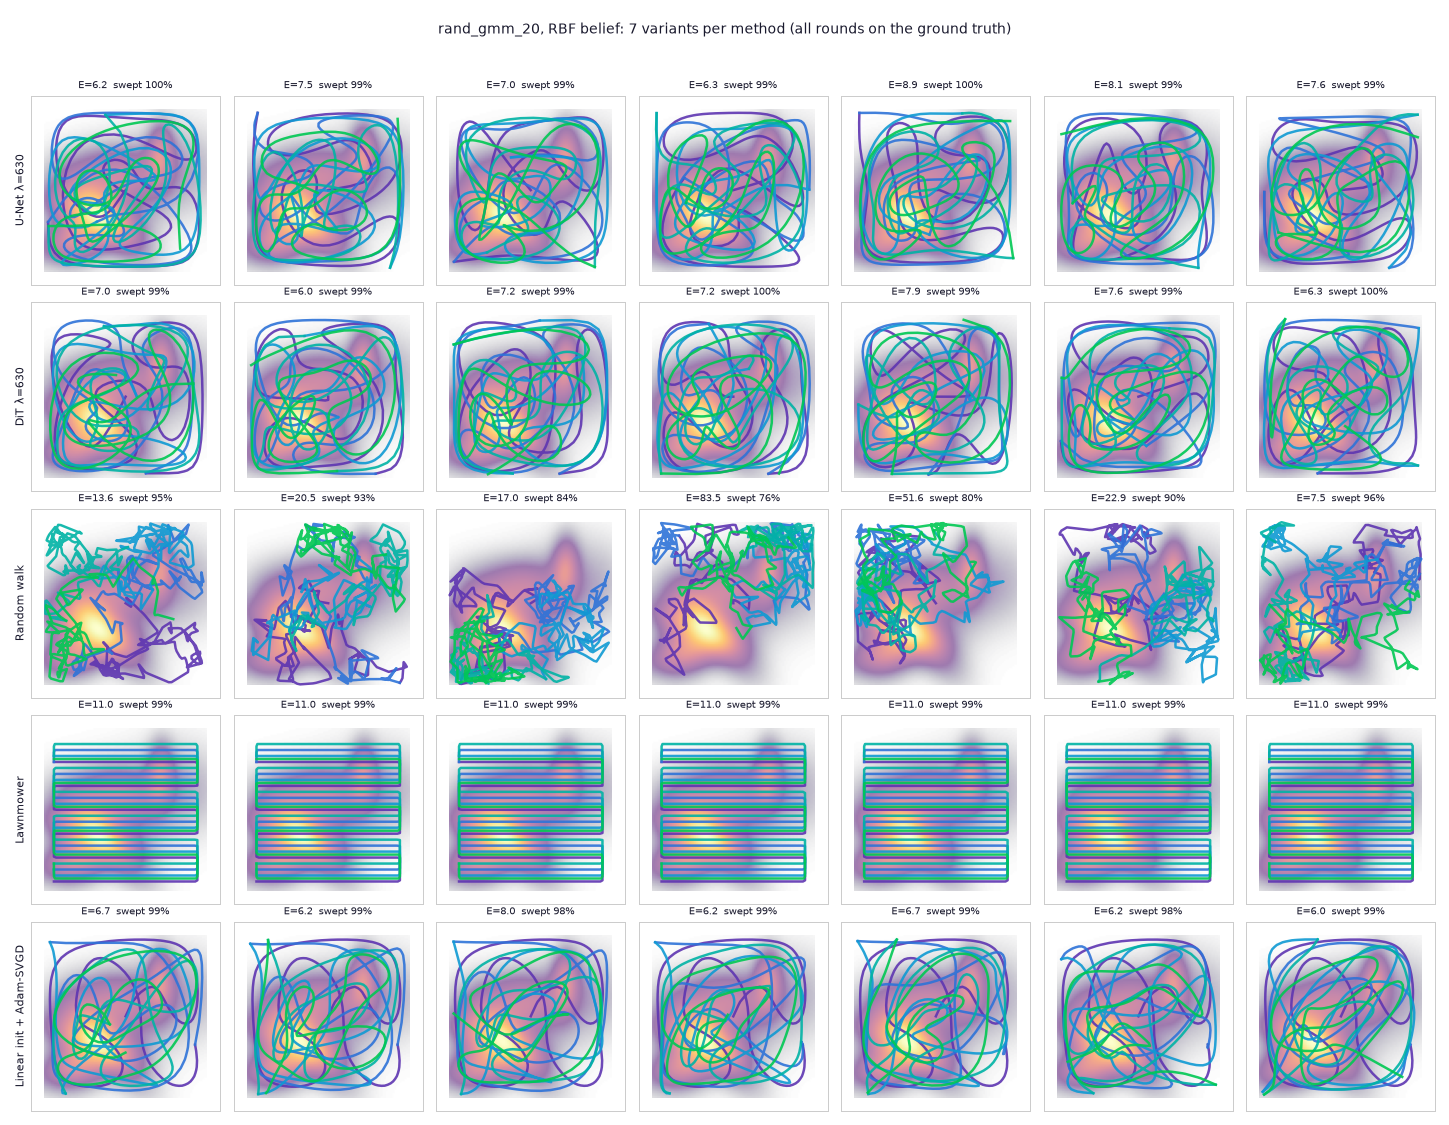 rand_gmm_20, RBF belief: 7 variants per method (all rounds on the ground truth)
E=6.2 swept 100%
E=7.5 swept 99%
E=7.0 swept 99%
E=6.3 swept 99%
E=8.9 swept 100%
E=8.1 swept 99%
E=7.6 swept 99%
U-Net λ=630
E=7.0 swept 99%
E=6.0 swept 99%
E=7.2 swept 99%
E=7.2 swept 100%
E=7.9 swept 99%
E=7.6 swept 99%
E=6.3 swept 100%
DiT λ=630
E=13.6 swept 95%
E=20.5 swept 93%
E=17.0 swept 84%
E=83.5 swept 76%
E=51.6 swept 80%
E=22.9 swept 90%
E=7.5 swept 96%
Random walk
E=11.0 swept 99%
E=11.0 swept 99%
E=11.0 swept 99%
E=11.0 swept 99%
E=11.0 swept 99%
E=11.0 swept 99%
E=11.0 swept 99%
Lawnmower
E=6.7 swept 99%
E=6.2 swept 99%
E=8.0 swept 98%
E=6.2 swept 99%
E=6.7 swept 99%
E=6.2 swept 98%
E=6.0 swept 99%
Linear init + Adam-SVGD